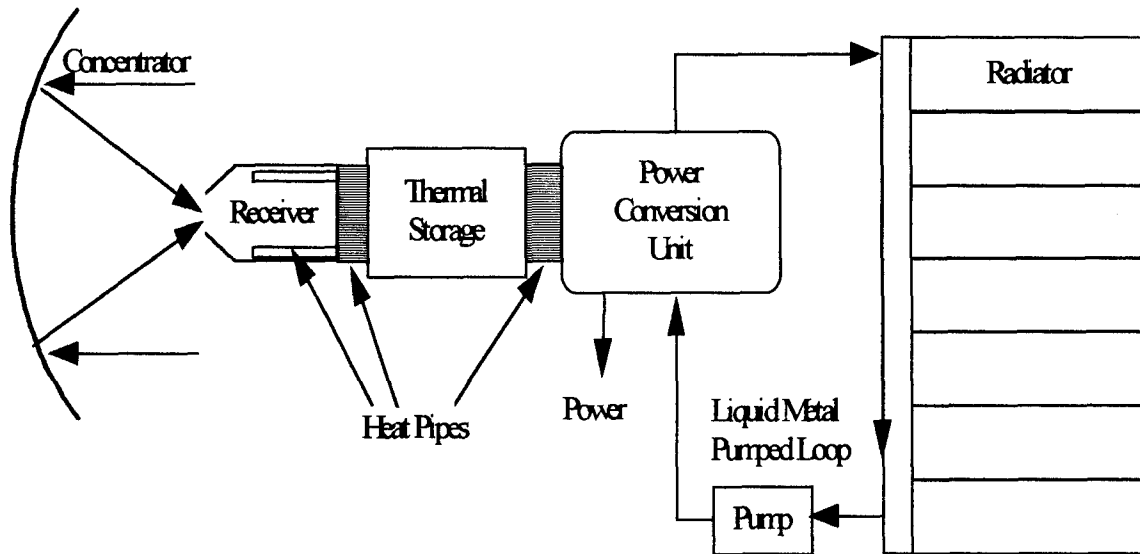 Concentrator
Radiator
Receiver
Thermal
Storage
Power
Conversion
Unit
Heat Pipes
Power
Liquid Metal
Pumped Loop
Pump